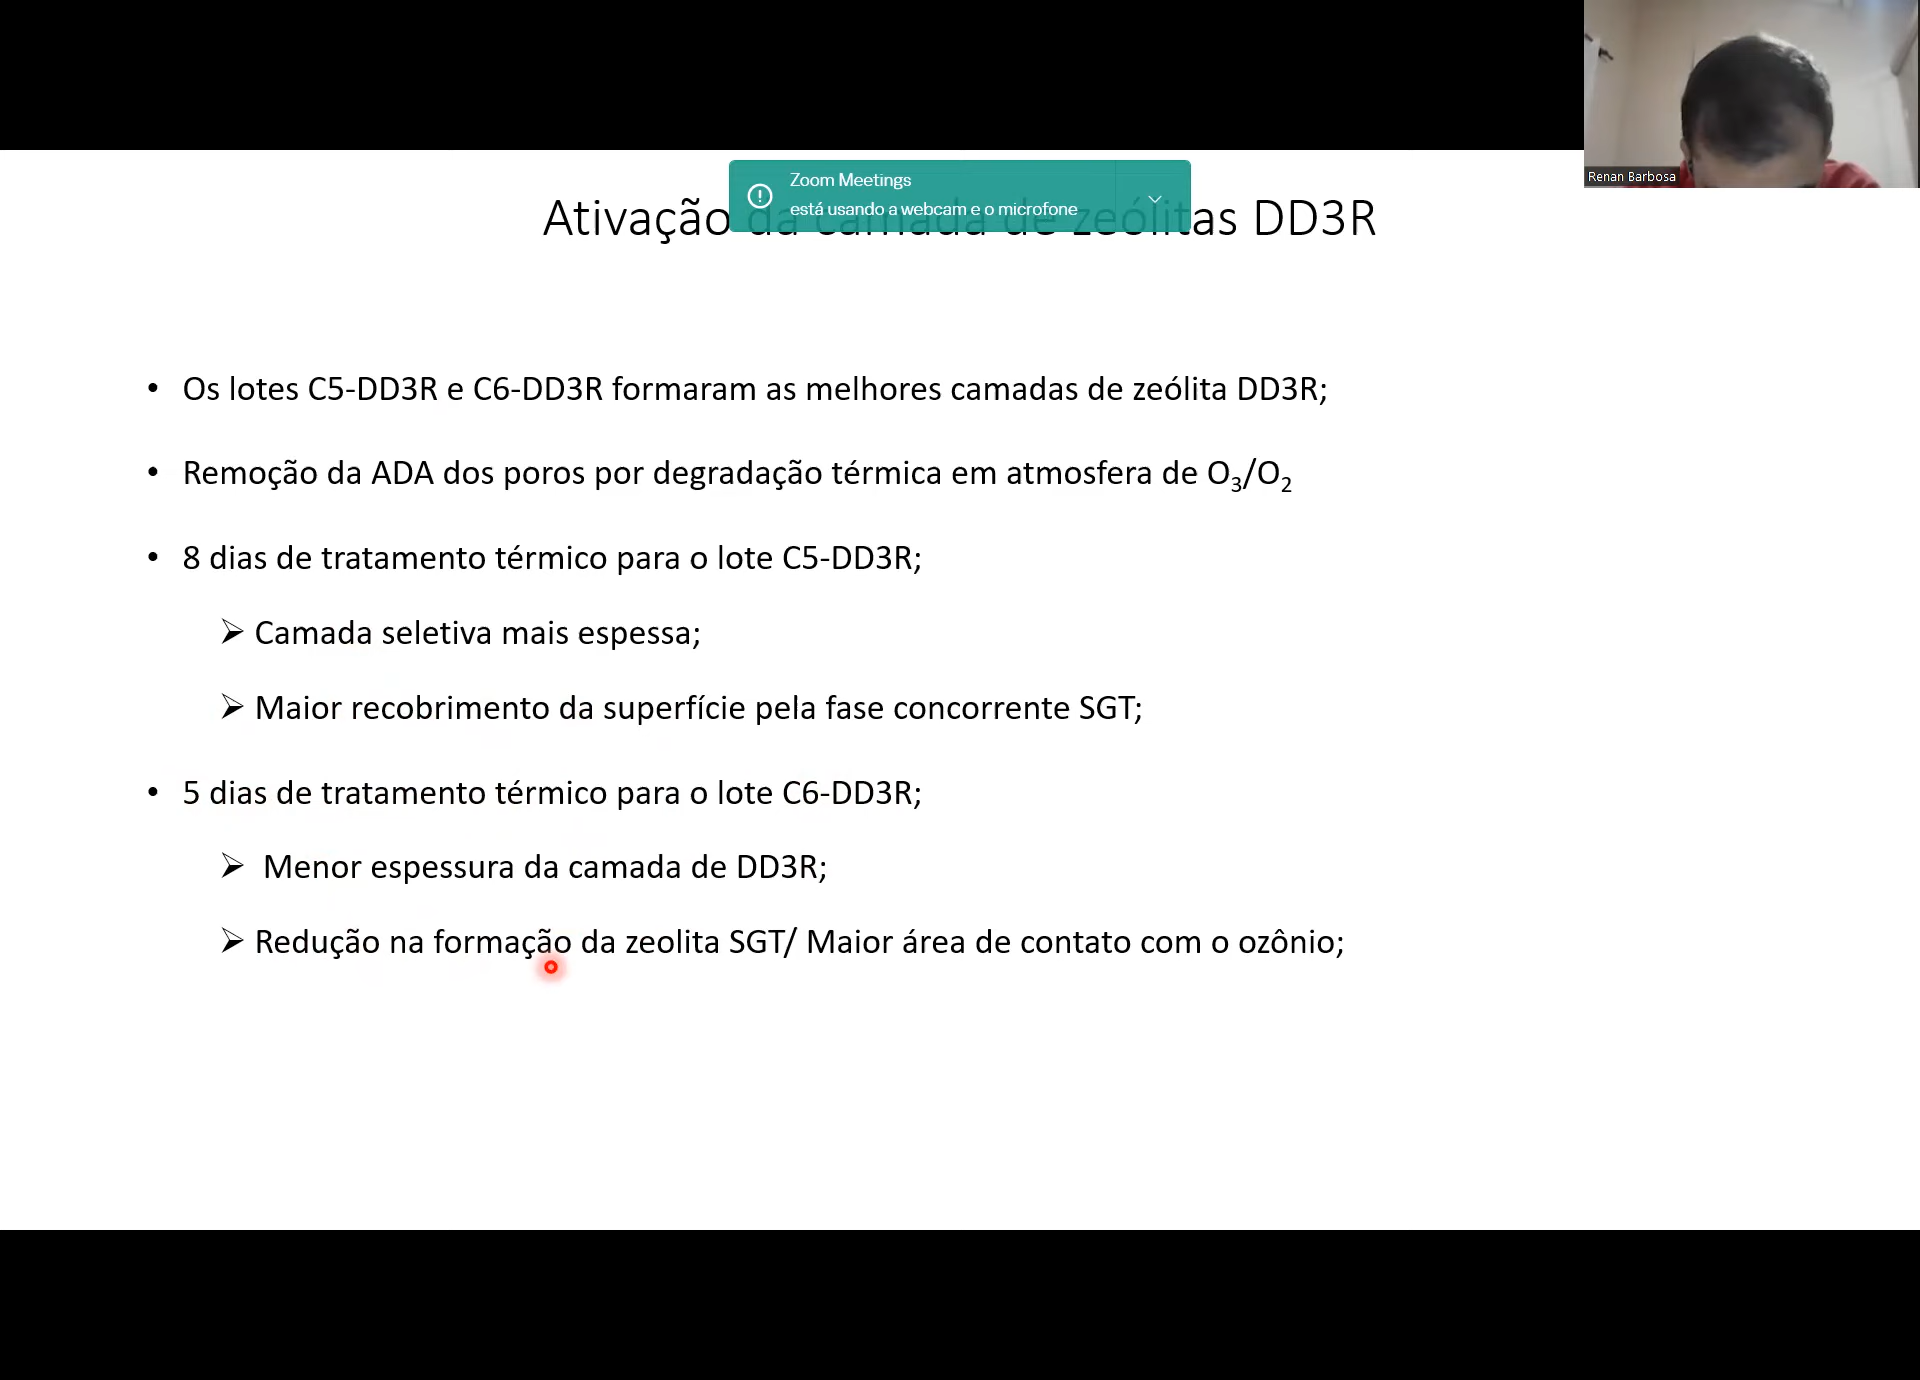 Renan Barbosa
Zoom Meetings
está usando a webcam e o microfone
Ativação da camada de zeólitas DD3R
• Os lotes C5-DD3R e C6-DD3R formaram as melhores camadas de zeólita DD3R;
• Remoção da ADA dos poros por degradação térmica em atmosfera de O₃/O₂
• 8 dias de tratamento térmico para o lote C5-DD3R;
➢ Camada seletiva mais espessa;
➢ Maior recobrimento da superfície pela fase concorrente SGT;
• 5 dias de tratamento térmico para o lote C6-DD3R;
➢ Menor espessura da camada de DD3R;
➢ Redução na formação da zeolita SGT/ Maior área de contato com o ozônio;